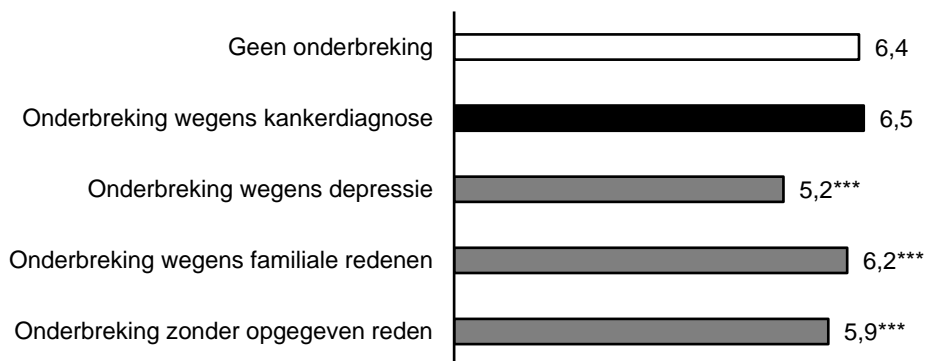 Geen onderbreking 6,4
Onderbreking wegens kankerdiagnose 6,5
Onderbreking wegens depressie 5,2***
Onderbreking wegens familiale redenen 6,2***
Onderbreking zonder opgegeven reden 5,9***